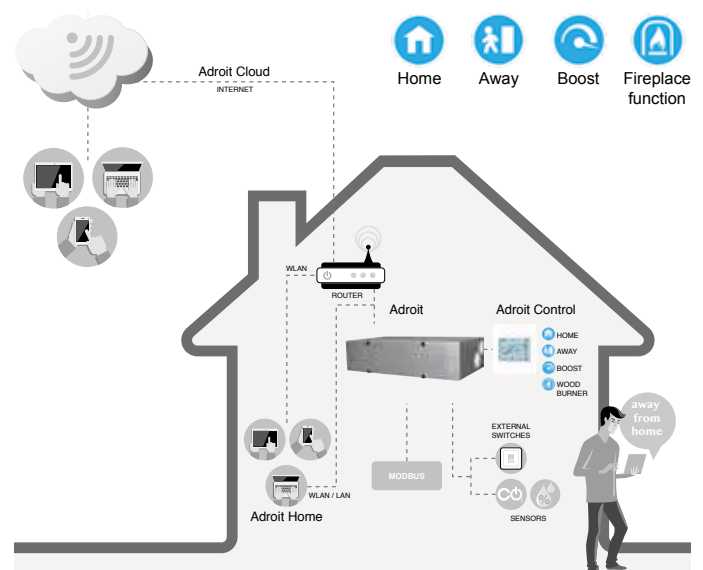 Adroit Cloud
INTERNET
Home
Away
Boost
Fireplace
function
WLAN
ROUTER
Adroit
Adroit Control
HOME
AWAY
BOOST
WOOD
BURNER
away
from
home
EXTERNAL
SWITCHES
MODBUS
WLAN / LAN
Adroit Home
SENSORS